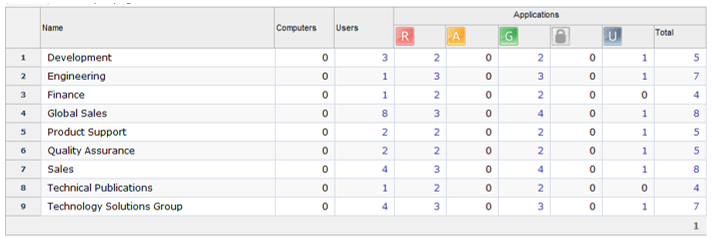 Applications
Name Computers Users R A G U Total
1 Development 0 3 2 0 2 0 1 5
2 Engineering 0 1 3 0 3 0 1 7
3 Finance 0 1 2 0 2 0 0 4
4 Global Sales 0 8 3 0 4 0 1 8
5 Product Support 0 2 2 0 2 0 1 5
6 Quality Assurance 0 2 2 0 2 0 1 5
7 Sales 0 4 3 0 4 0 1 8
8 Technical Publications 0 1 2 0 2 0 0 4
9 Technology Solutions Group 0 4 3 0 3 0 1 7
1